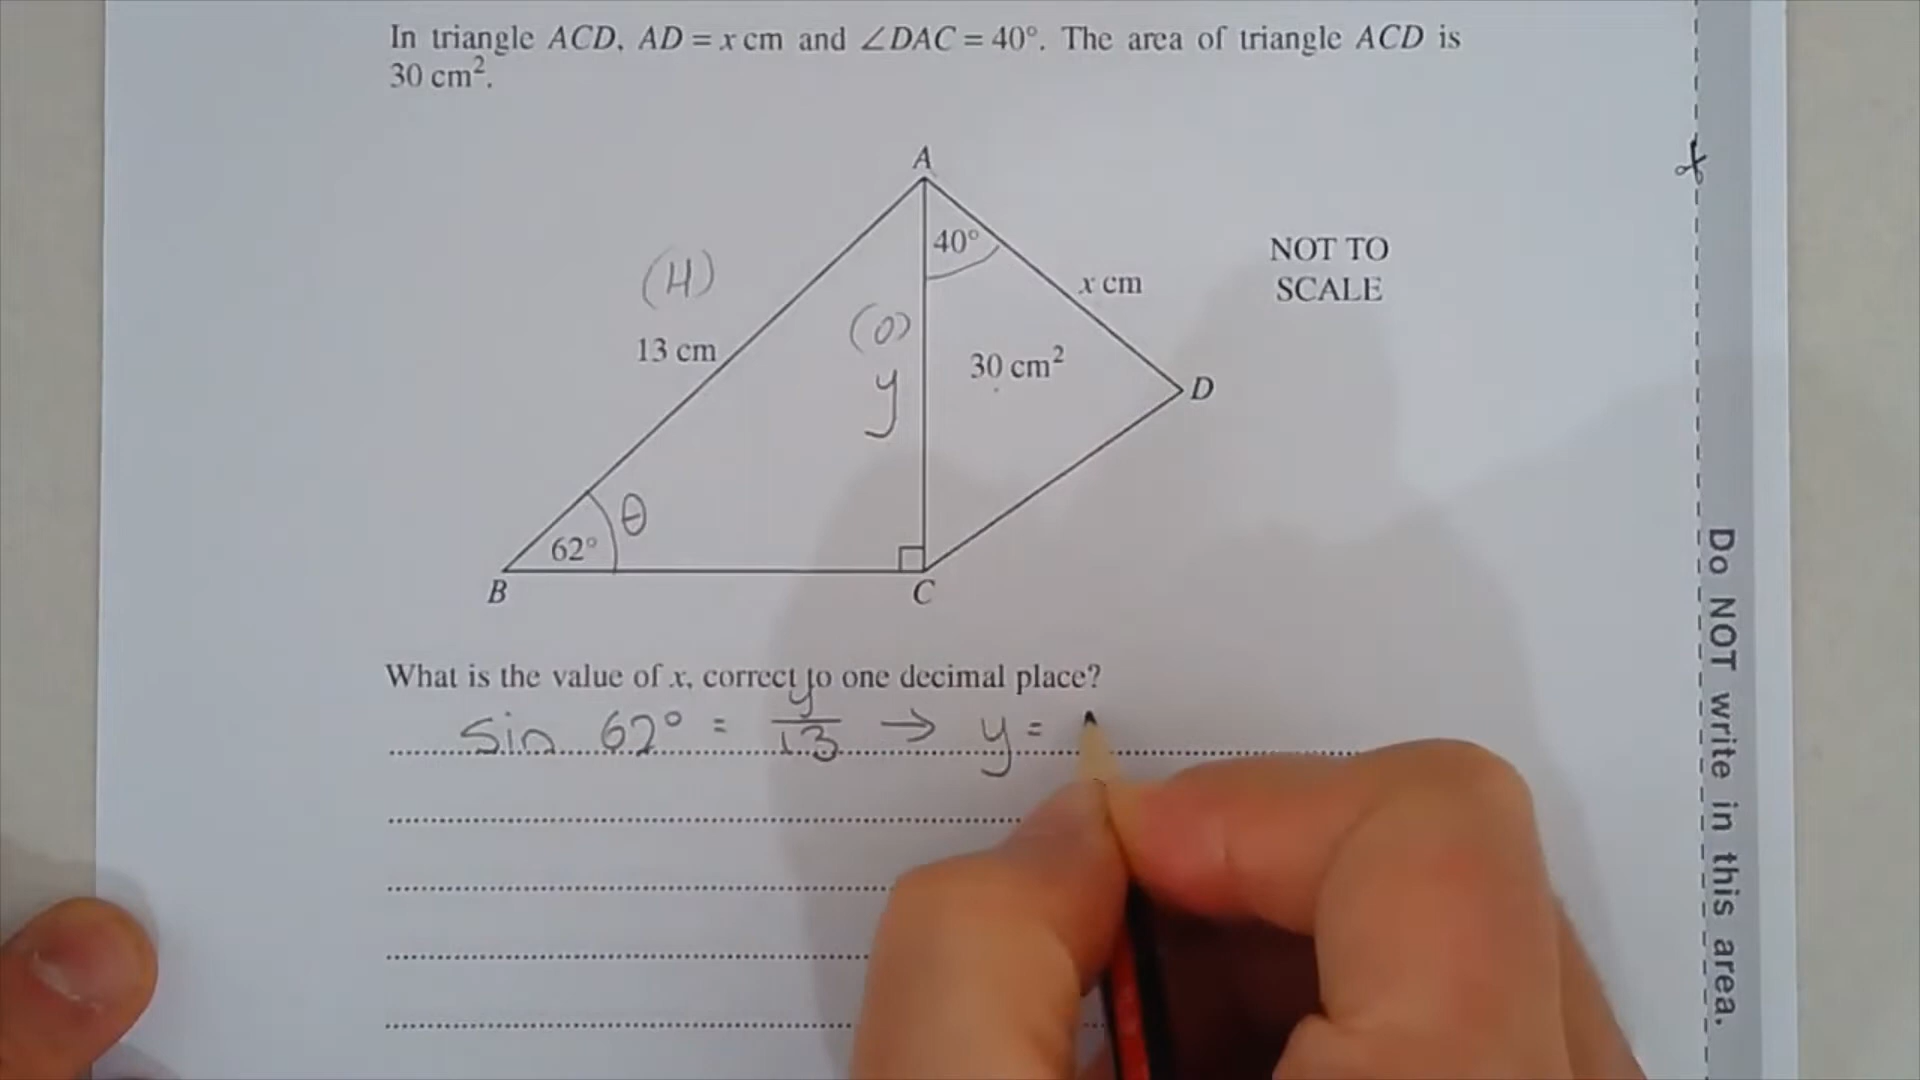 In triangle ACD, AD = x cm and ∠DAC = 40°. The area of triangle ACD is
30 cm².
A
40°
(H)
x cm
NOT TO
SCALE
(O)
13 cm
30 cm²
y
D
θ
62°
B
C
What is the value of x, correct to one decimal place?
sin 62° = y/13 → y =
Do NOT write in this area.